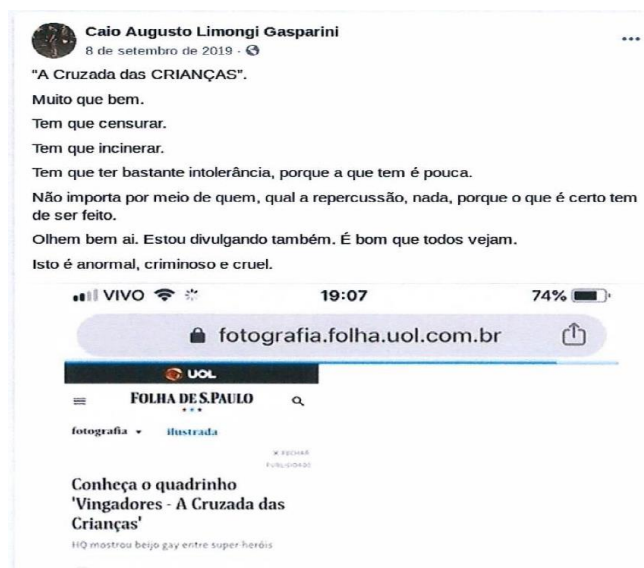 Caio Augusto Limongi Gasparini
8 de setembro de 2019 ·
"A Cruzada das CRIANÇAS".
Muito que bem.
Tem que censurar.
Tem que incinerar.
Tem que ter bastante intolerância, porque a que tem é pouca.
Não importa por meio de quem, qual a repercussão, nada, porque o que é certo tem
de ser feito.
Olhem bem ai. Estou divulgando também. É bom que todos vejam.
Isto é anormal, criminoso e cruel.
VIVO 19:07 74%
fotografia.folha.uol.com.br
UOL
FOLHA DE S.PAULO
fotografia ilustrada
× FECHAR
PUBLICIDADE
Conheça o quadrinho
'Vingadores - A Cruzada das
Crianças'
HQ mostrou beijo gay entre super-heróis